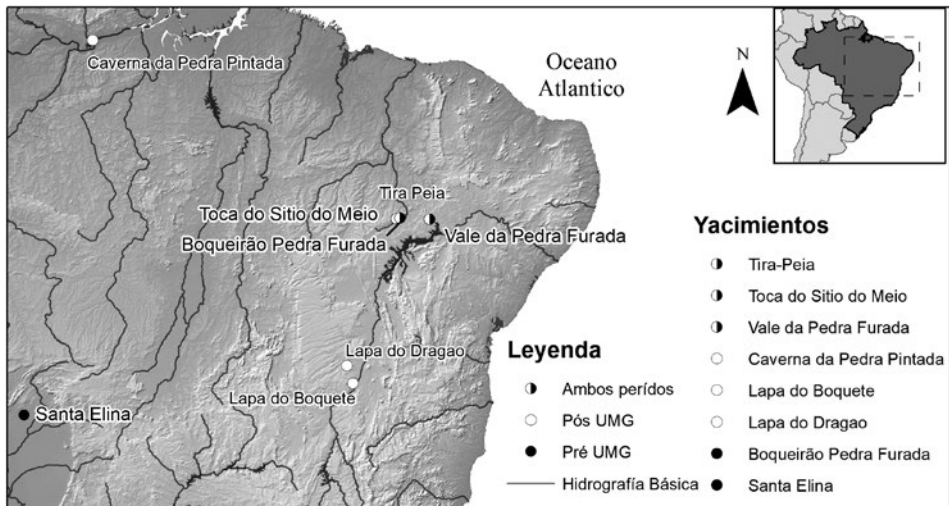 Caverna da Pedra Pintada
Oceano
Atlantico
N
Tira Peia
Toca do Sitio do Meio
Boqueirão Pedra Furada
Vale da Pedra Furada
Lapa do Dragao
Lapa do Boquete
Santa Elina
Leyenda
Ambos perídos
Pós UMG
Pré UMG
Hidrografía Básica
Yacimientos
Tira-Peia
Toca do Sitio do Meio
Vale da Pedra Furada
Caverna da Pedra Pintada
Lapa do Boquete
Lapa do Dragao
Boqueirão Pedra Furada
Santa Elina